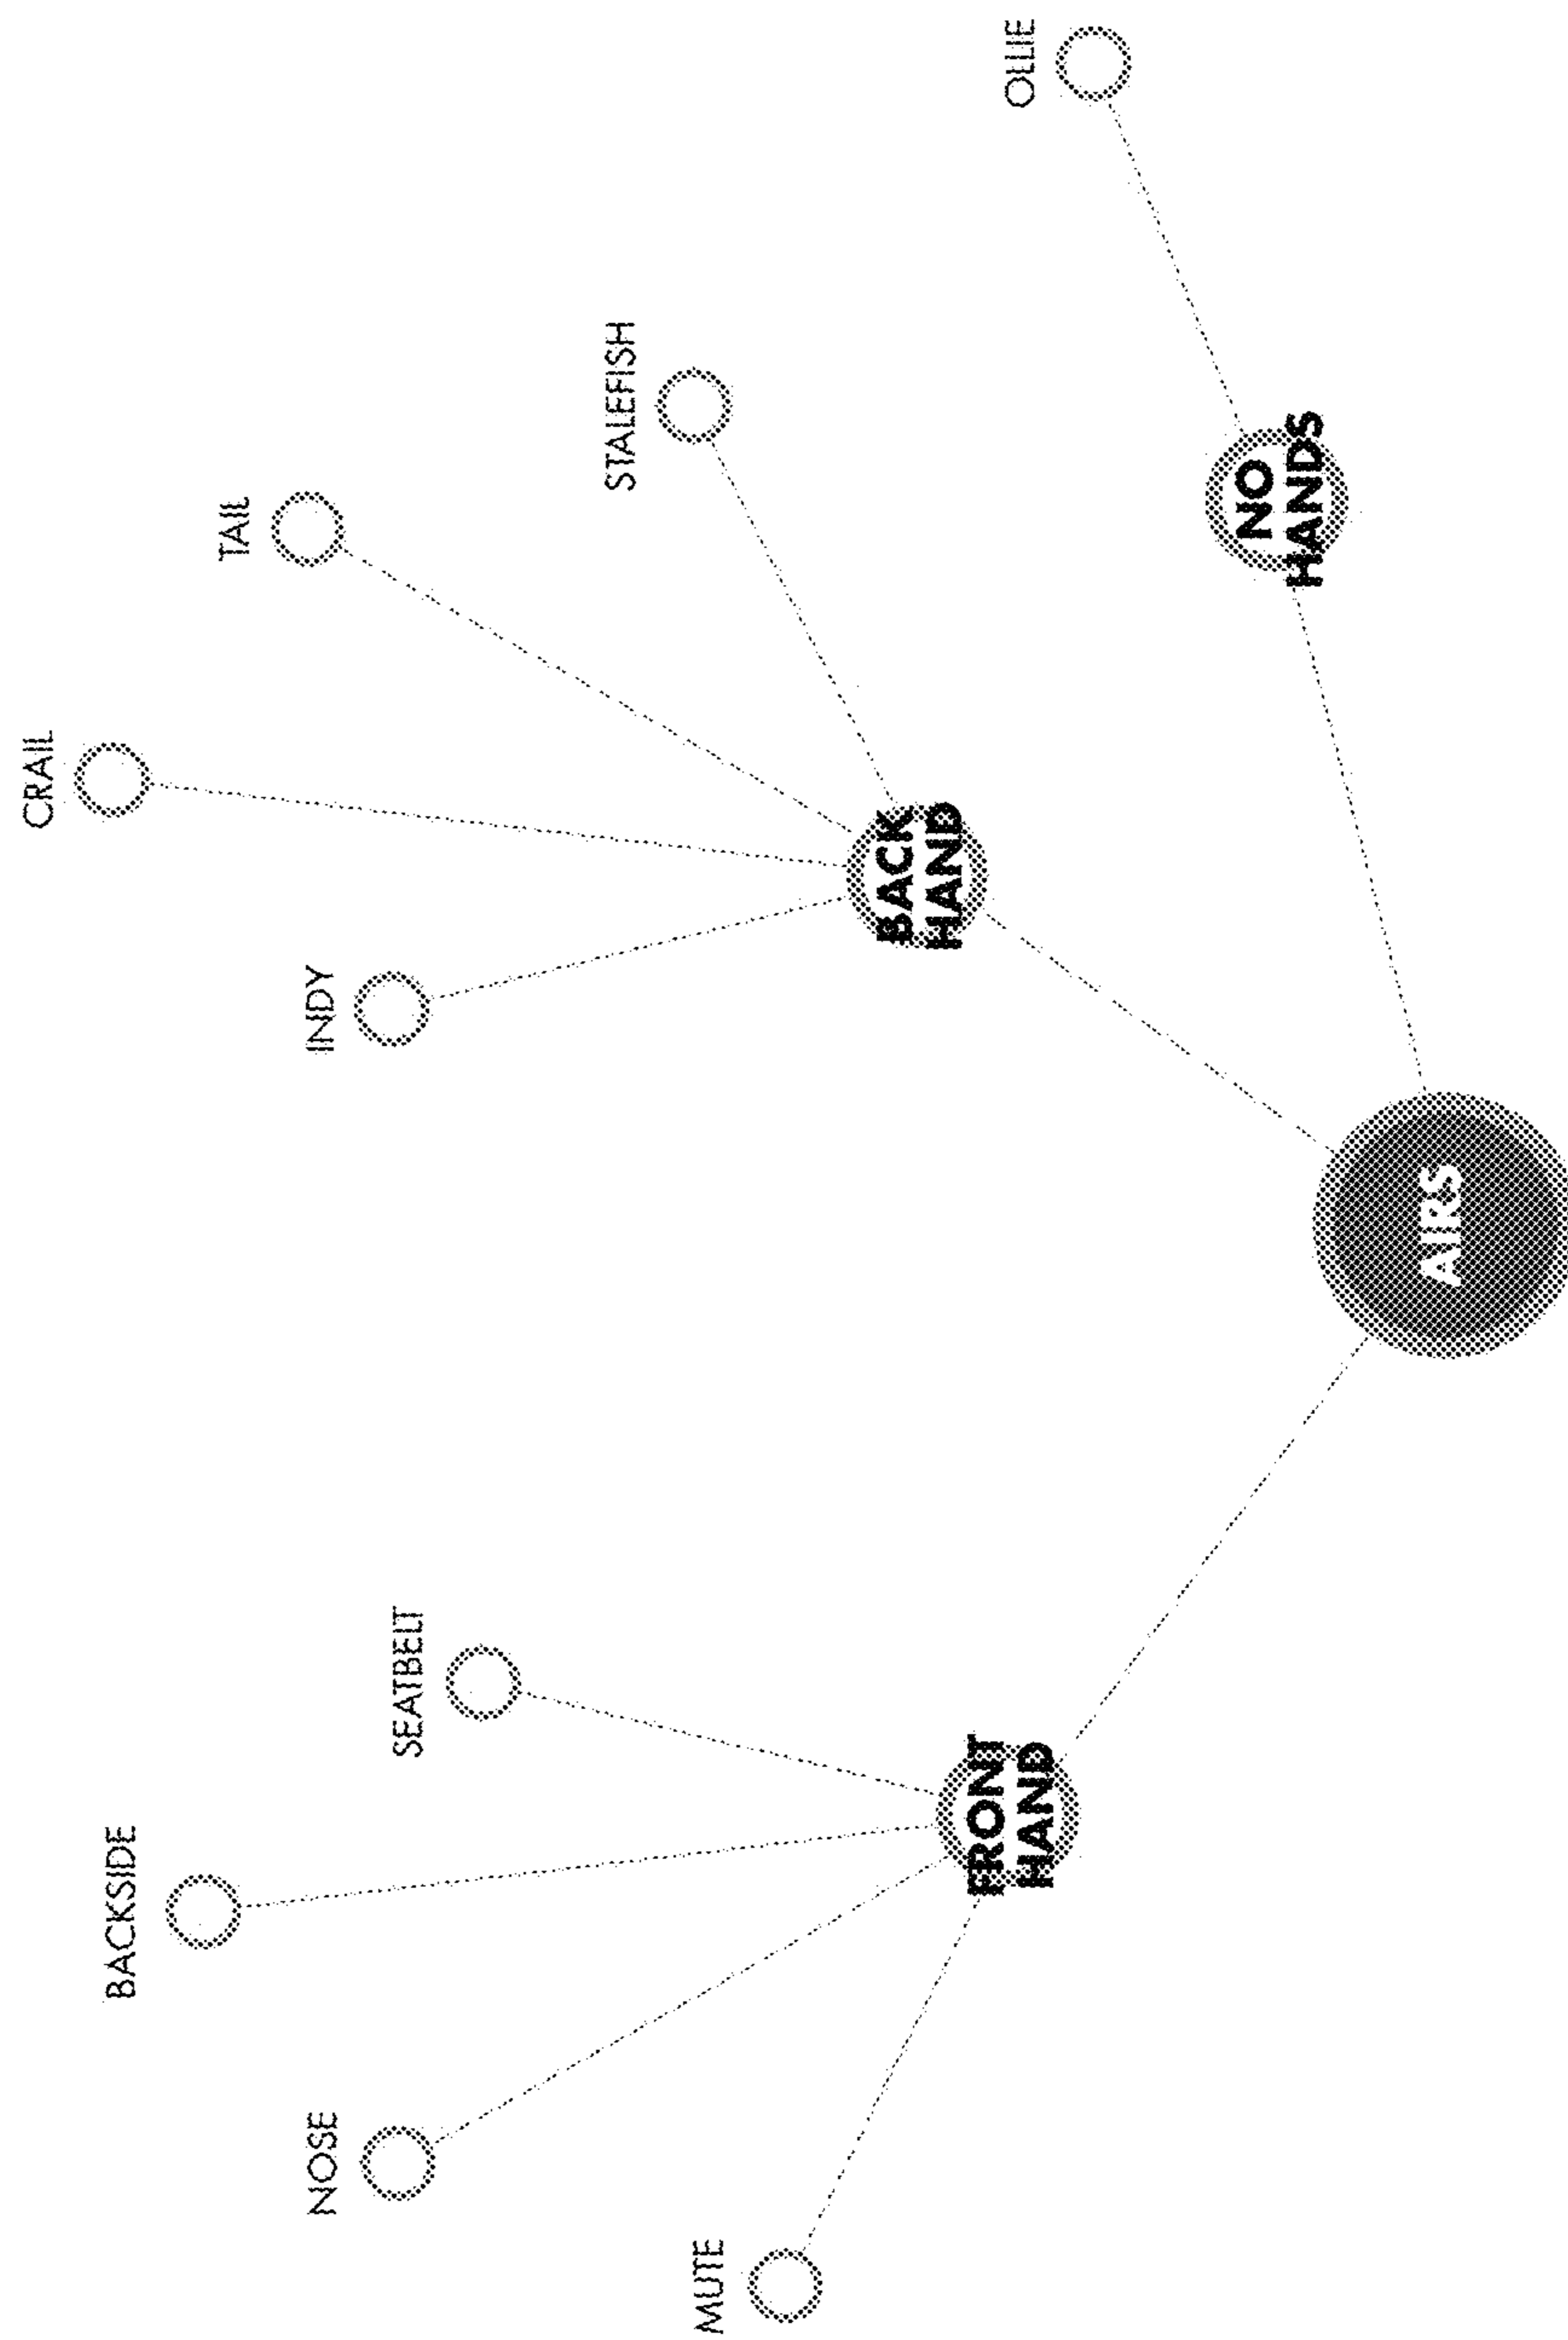 MUTE
NOSE
BACKSIDE
SEATBELT
FRONT
HAND
INDY
CRAIL
TAIL
STALEFISH
BACK
HAND
OLLIE
NO
HANDS
AIRS